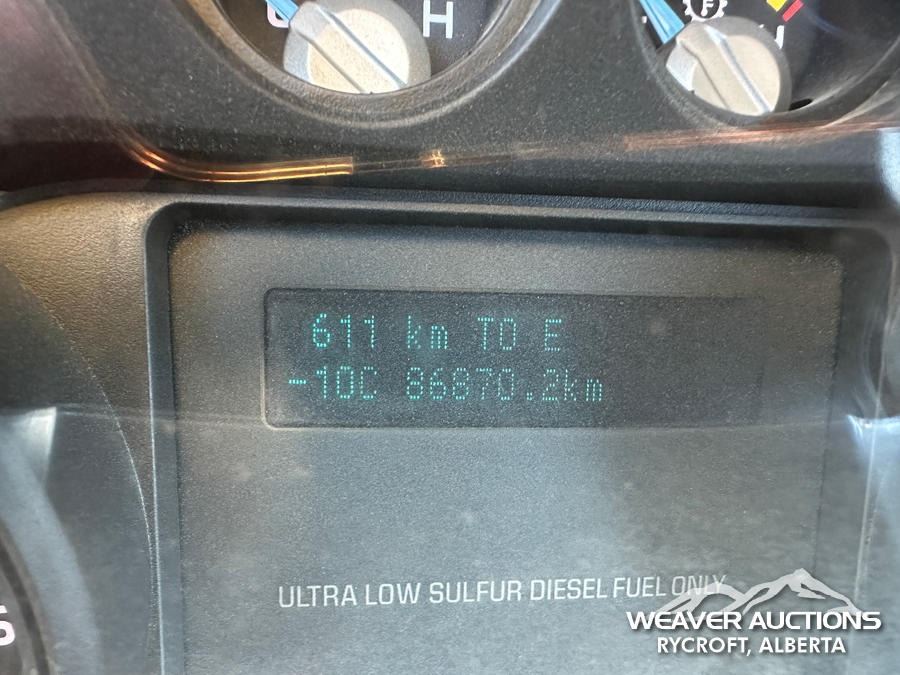 H
F
611 km TO E
-10C 86870.2km
ULTRA LOW SULFUR DIESEL FUEL ONLY
WEAVER AUCTIONS
RYCROFT, ALBERTA